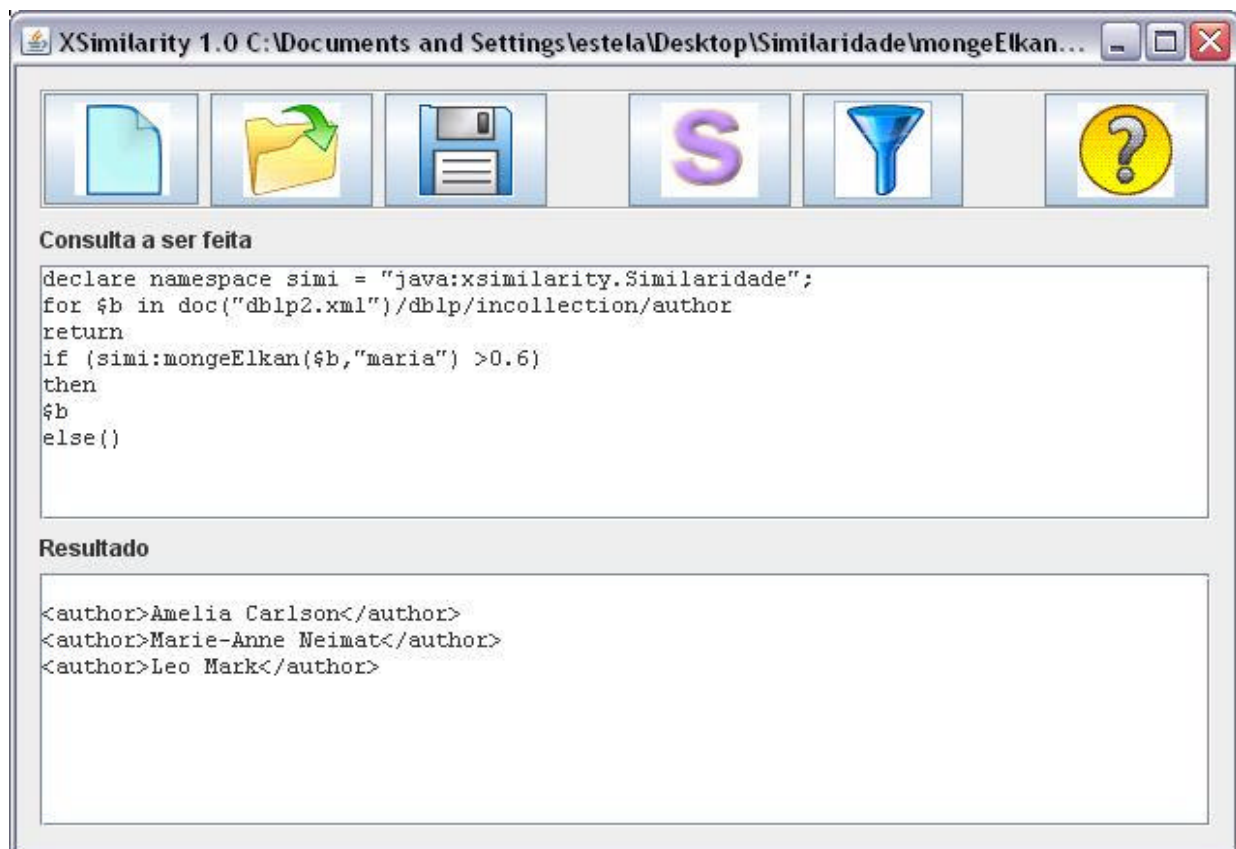 XSimilarity 1.0 C:\Documents and Settings\estela\Desktop\Similaridade\mongeElkan...
S
?
Consulta a ser feita
declare namespace simi = "java:xsimilarity.Similaridade";
for $b in doc("dblp2.xml")/dblp/incollection/author
return
if (simi:mongeElkan($b,"maria") >0.6)
then
$b
else()
Resultado
<author>Amelia Carlson</author>
<author>Marie-Anne Neimat</author>
<author>Leo Mark</author>